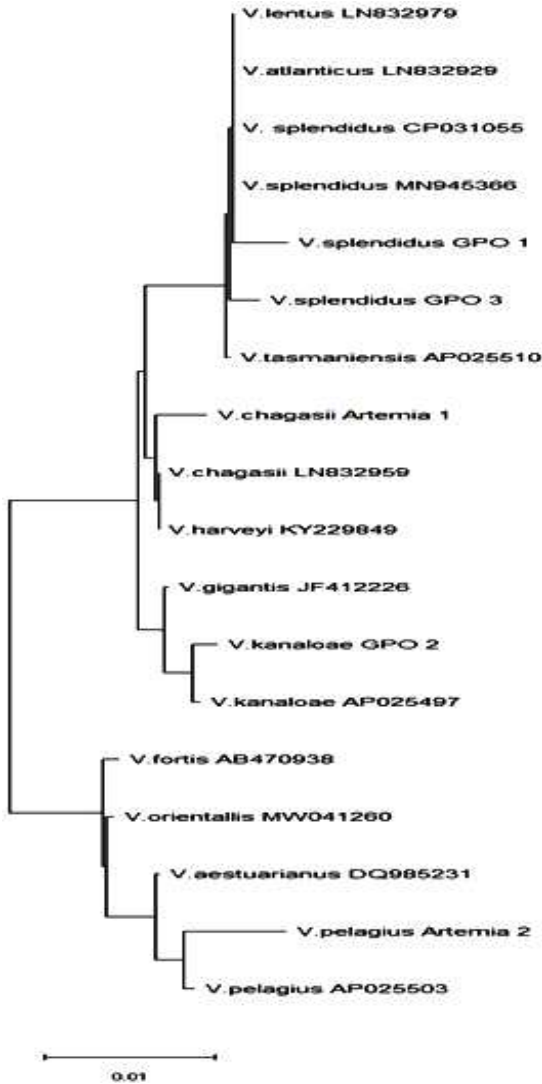 V.lentus LN832979
V.atlanticus LN832929
V. splendidus CP031055
V.splendidus MN945366
V.splendidus GPO 1
V.splendidus GPO 3
V.tasmaniensis AP025510
V.chagasii Artemia 1
V.chagasii LN832959
V.harveyi KY229849
V.gigantis JF412226
V.kanaloae GPO 2
V.kanaloae AP025497
V.fortis AB470938
V.orientallis MW041260
V.aestuarianus DQ985231
V.pelagius Artemia 2
V.pelagius AP025503
0.01